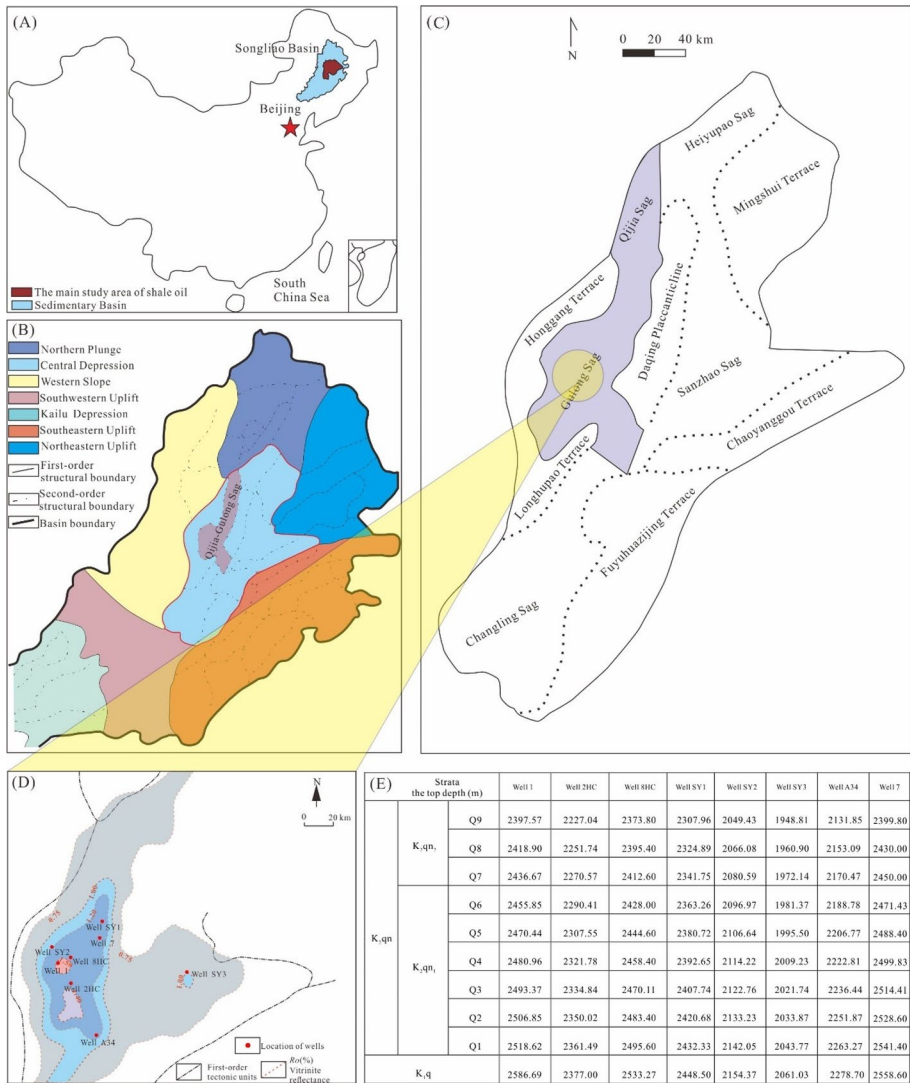 (A)
Songliao Basin
Beijing
South
China Sea
The main study area of shale oil
Sedimentary Basin
(B)
Northern Plunge
Central Depression
Western Slope
Southwestern Uplift
Kailu Depression
Southeastern Uplift
Northeastern Uplift
First-order
structural boundary
Second-order
structural boundary
Basin boundary
Qijia-Gulong Sag
(C)
N
0 20 40 km
Heiyupao Sag
Mingshui Terrace
Qijia Sag
Honggang Terrace
Daqing Placcanticline
Gulong Sag
Sanzhao Sag
Chaoyanggou Terrace
Longhupao Terrace
Fuyuhuazijing Terrace
Changling Sag
(D)
N
0 20 km
0.75
1.00
1.20
Well SY1
Well 7
0.75
Well SY2
Well 8HC
Well 1
Well SY3
1.00
Well 2HC
Well A34
Location of wells
First-order
tectonic units
Ro(%)
Vitrinite
reflectance
(E)
Strata the top depth (m) Well 1 Well 2HC Well 8HC Well SY1 Well SY2 Well SY3 Well A34 Well 7
Q9 2397.57 2227.04 2373.80 2307.96 2049.43 1948.81 2131.85 2399.80
K₂qn₂ Q8 2418.90 2251.74 2395.40 2324.89 2066.08 1960.90 2153.09 2430.00
Q7 2436.67 2270.57 2412.60 2341.75 2080.59 1972.14 2170.47 2450.00
K₂qn Q6 2455.85 2290.41 2428.00 2363.26 2096.97 1981.37 2188.78 2471.43
Q5 2470.44 2307.55 2444.60 2380.72 2106.64 1995.50 2206.77 2488.40
K₂qn₁ Q4 2480.96 2321.78 2458.40 2392.65 2114.22 2009.23 2222.81 2499.83
Q3 2493.37 2334.84 2470.11 2407.74 2122.76 2021.74 2236.44 2514.41
Q2 2506.85 2350.02 2483.40 2420.68 2133.23 2033.87 2251.87 2528.60
Q1 2518.62 2361.49 2495.60 2432.33 2142.05 2043.77 2263.27 2541.40
K₁q 2586.69 2377.00 2533.27 2448.50 2154.37 2061.03 2278.70 2558.60